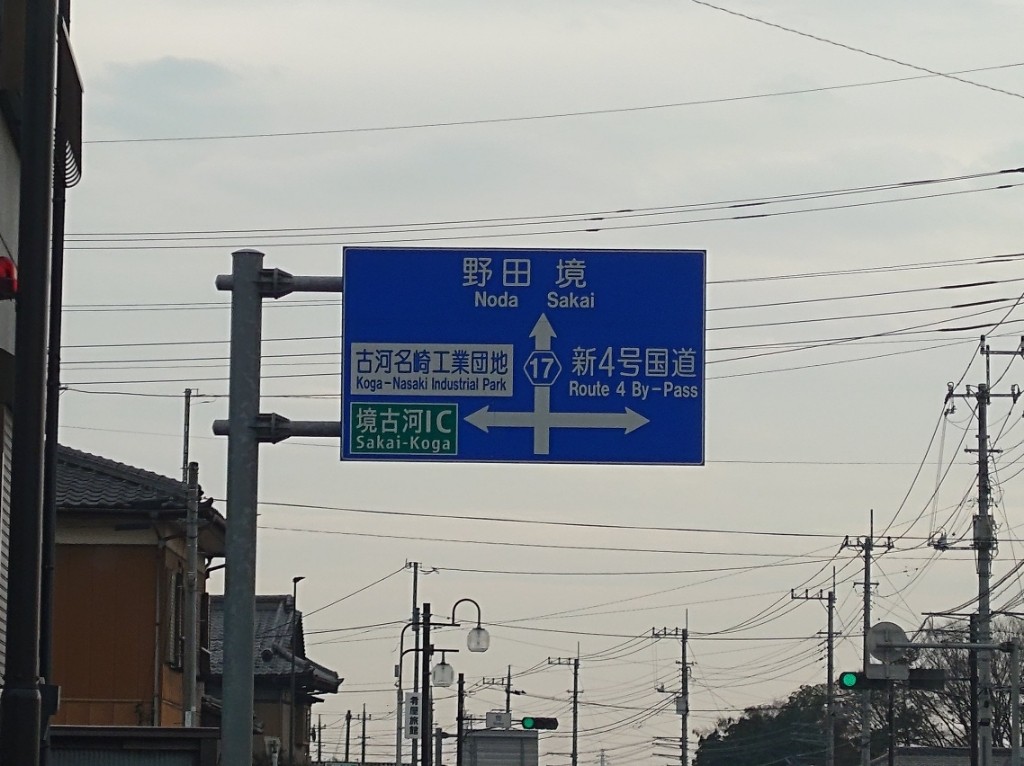 野田 境
Noda Sakai
古河名崎工業団地
Koga-Nasaki Industrial Park
17
新4号国道
Route 4 By-Pass
境古河IC
Sakai-Koga